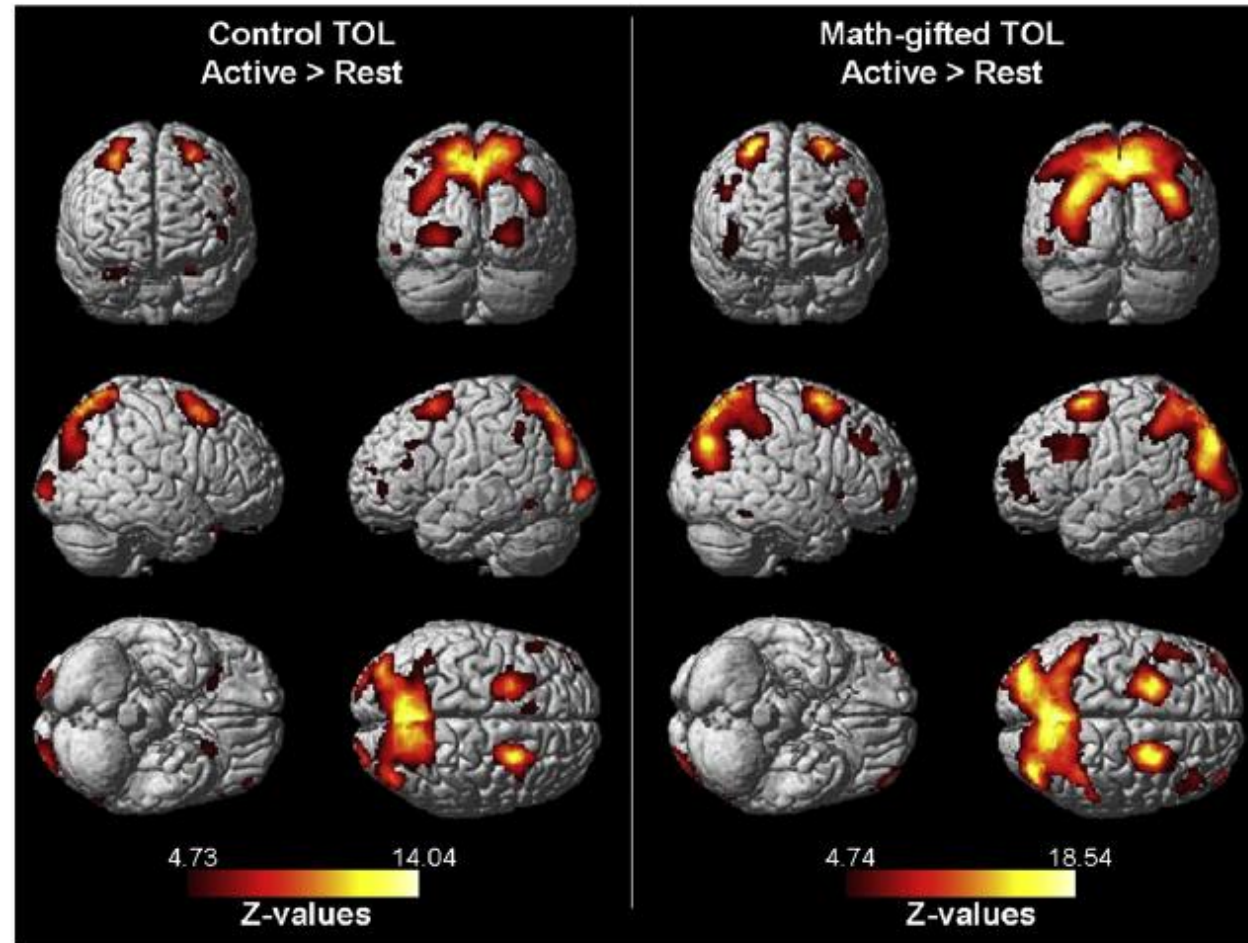 Control TOL
Active > Rest
Math-gifted TOL
Active > Rest
4.73 14.04
Z-values
4.74 18.54
Z-values